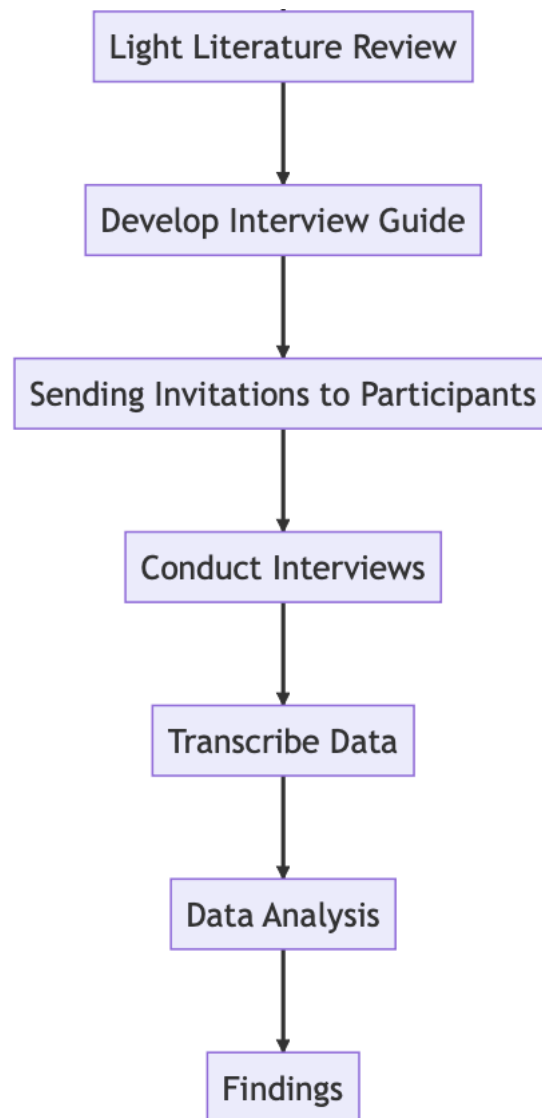 Light Literature Review
Develop Interview Guide
Sending Invitations to Participants
Conduct Interviews
Transcribe Data
Data Analysis
Findings